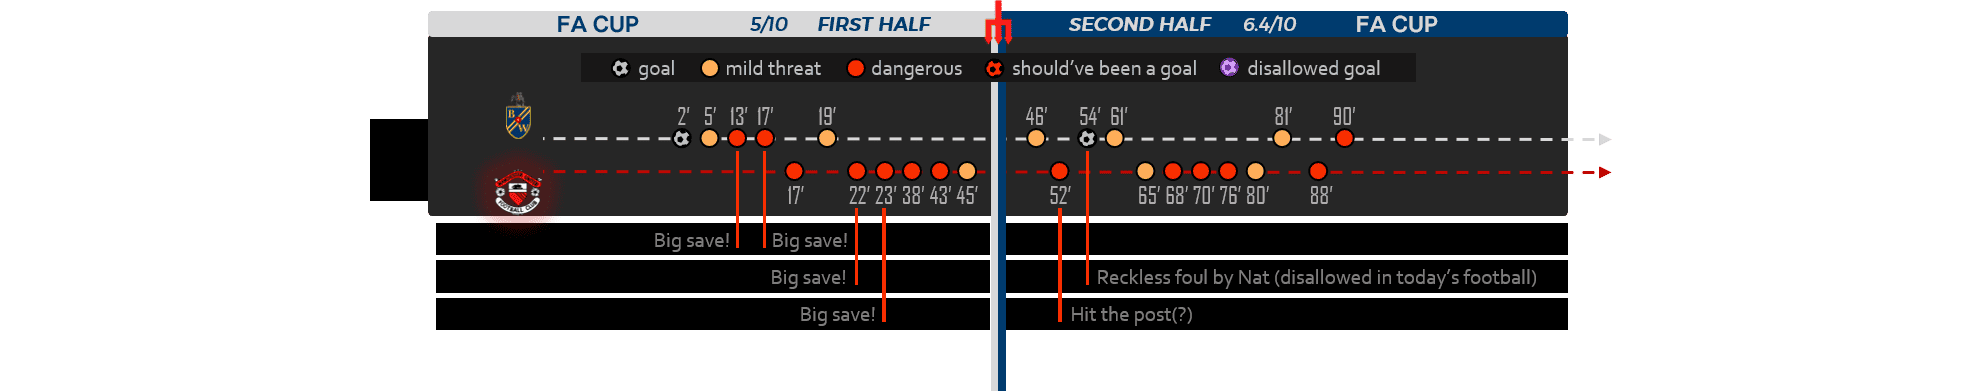 FA CUP 5/10 FIRST HALF SECOND HALF 6.4/10 FA CUP
goal mild threat dangerous should've been a goal disallowed goal
2' 5' 13' 17' 19' 46' 54' 61' 81' 90'
B W
17' 22' 23' 38' 43' 45' 52' 65' 68' 70' 76' 80' 88'
FOOTBALL CLUB
Big save! Big save!
Big save! Reckless foul by Nat (disallowed in today's football)
Big save! Hit the post(?)